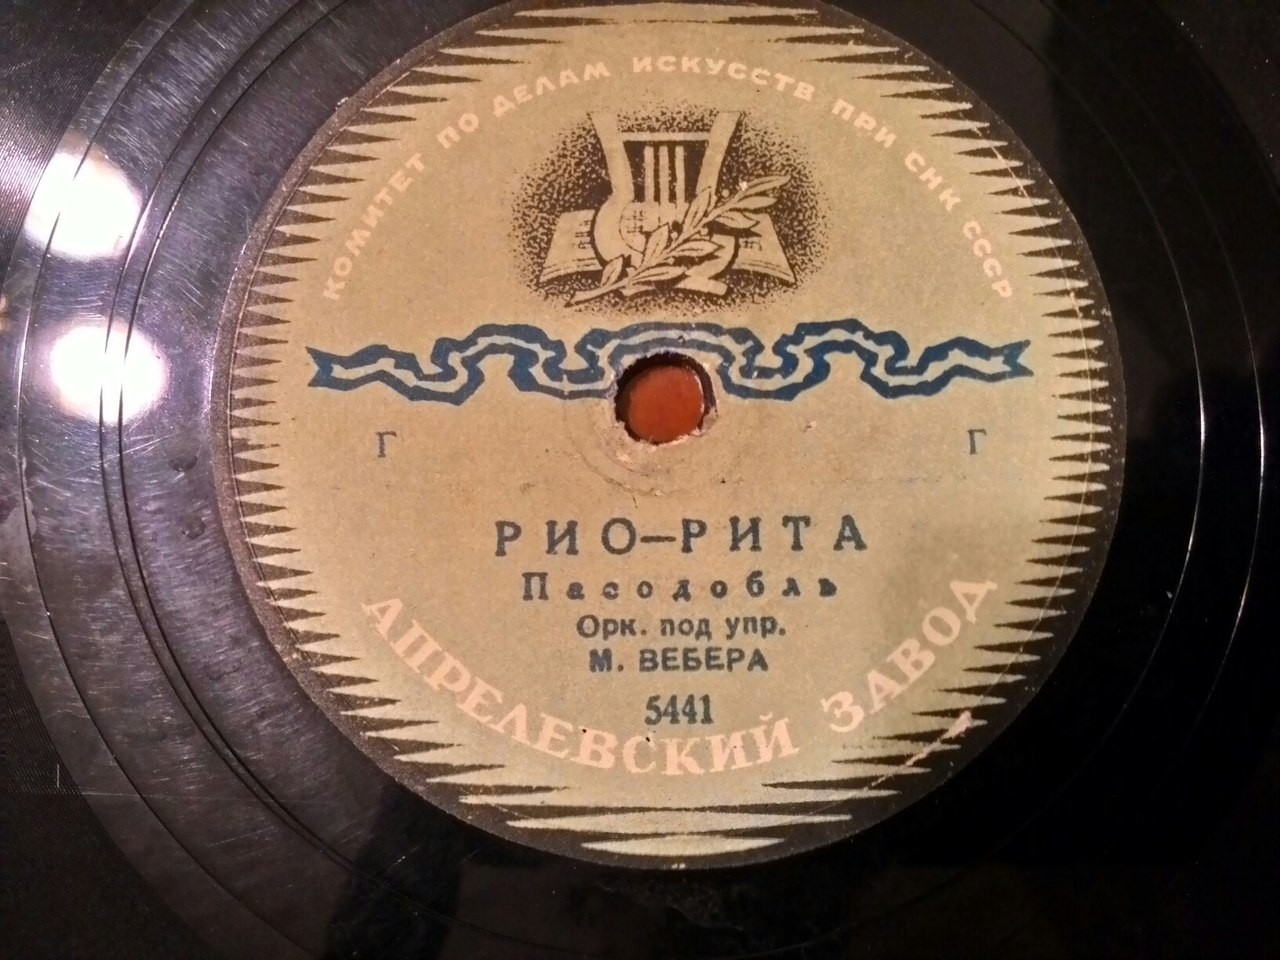 КОМИТЕТ ПО ДЕЛАМ ИСКУССТВ ПРИ СНК СССР
Г Г
РИО-РИТА
Пасодобль
Орк. под упр.
М. ВЕБЕРА
5441
АПРЕЛЕВСКИЙ ЗАВОД